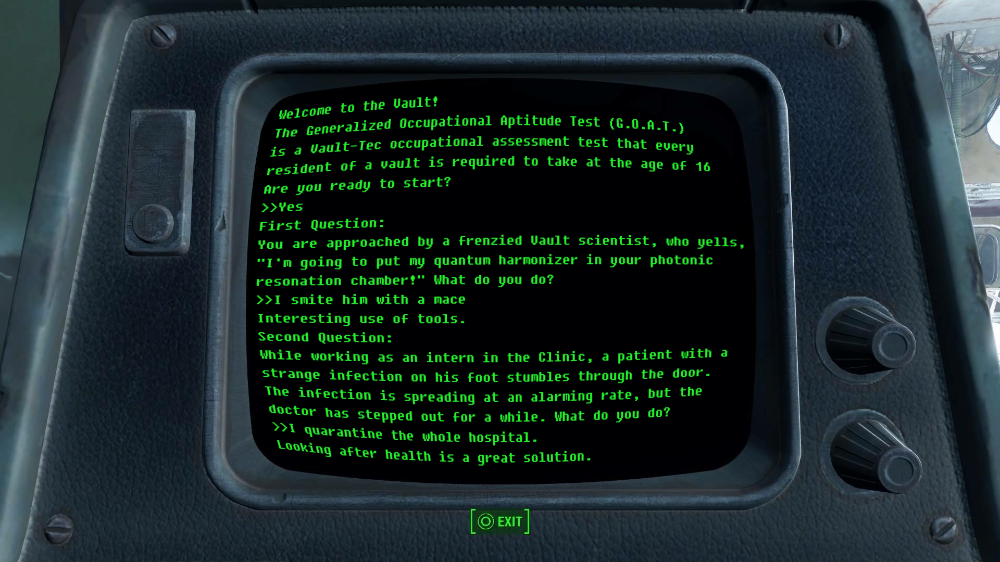 Welcome to the Vault!
The Generalized Occupational Aptitude Test (G.O.A.T.)
is a Vault-Tec occupational assessment test that every
resident of a vault is required to take at the age of 16
Are you ready to start?
>>Yes
First Question:
You are approached by a frenzied Vault scientist, who yells,
"I'm going to put my quantum harmonizer in your photonic
resonation chamber!" What do you do?
>>I smite him with a mace
Interesting use of tools.
Second Question:
While working as an intern in the Clinic, a patient with a
strange infection on his foot stumbles through the door.
The infection is spreading at an alarming rate, but the
doctor has stepped out for a while. What do you do?
>>I quarantine the whole hospital.
Looking after health is a great solution.
EXIT